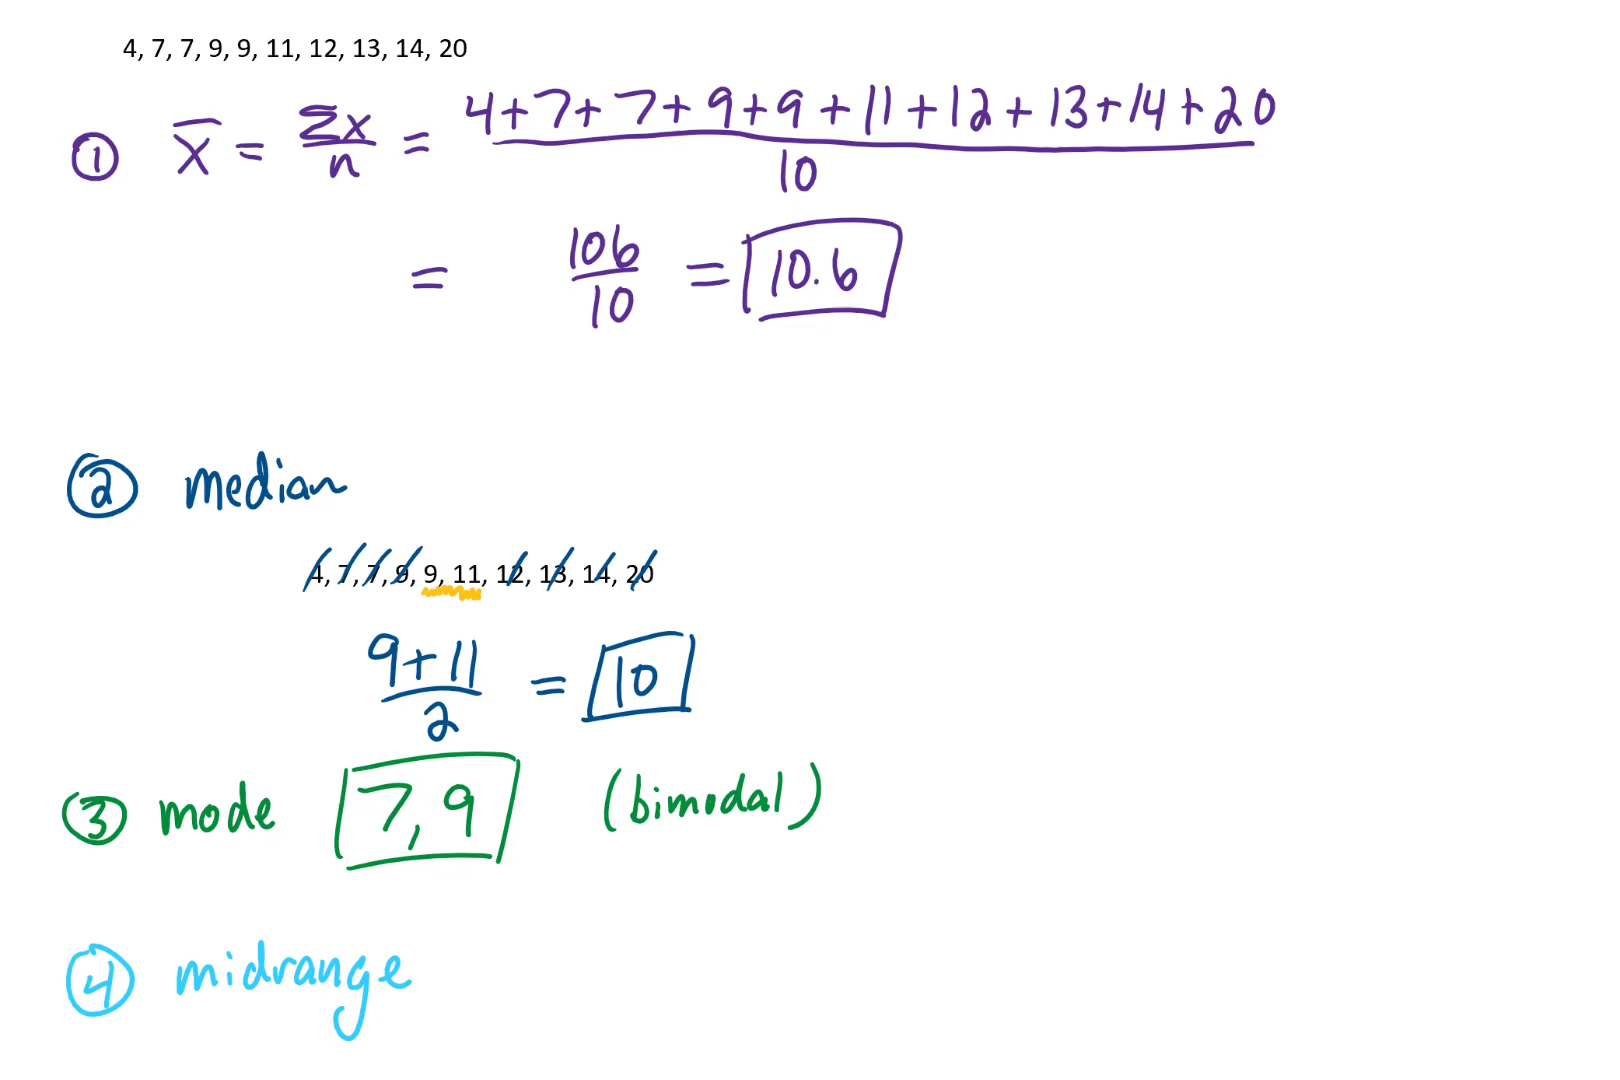 4, 7, 7, 9, 9, 11, 12, 13, 14, 20
① x̄ = Σx/n = (4+7+7+9+9+11+12+13+14+20)/10
= 106/10 = 10.6
② median
4, 7, 7, 9, 9, 11, 12, 13, 14, 20
(9+11)/2 = 10
③ mode 7, 9 (bimodal)
④ midrange